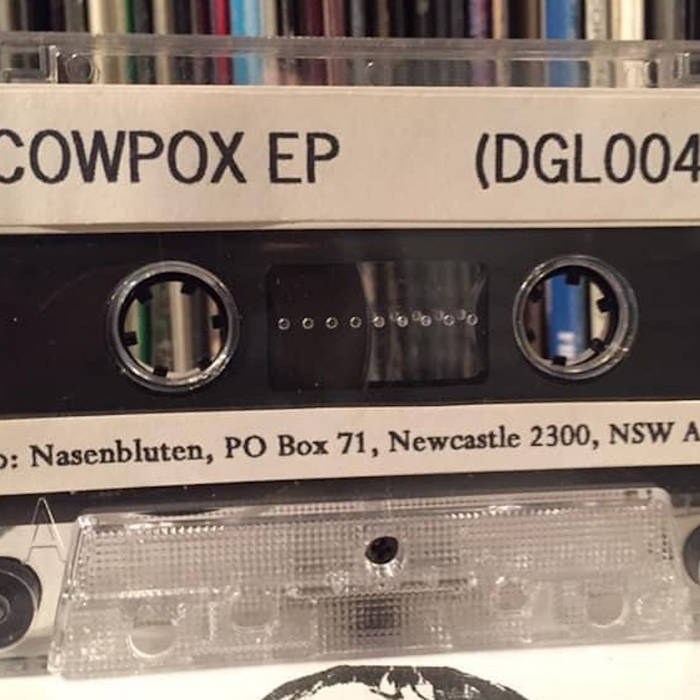 COWPOX EP (DGL004
o: Nasenbluten, PO Box 71, Newcastle 2300, NSW A
A